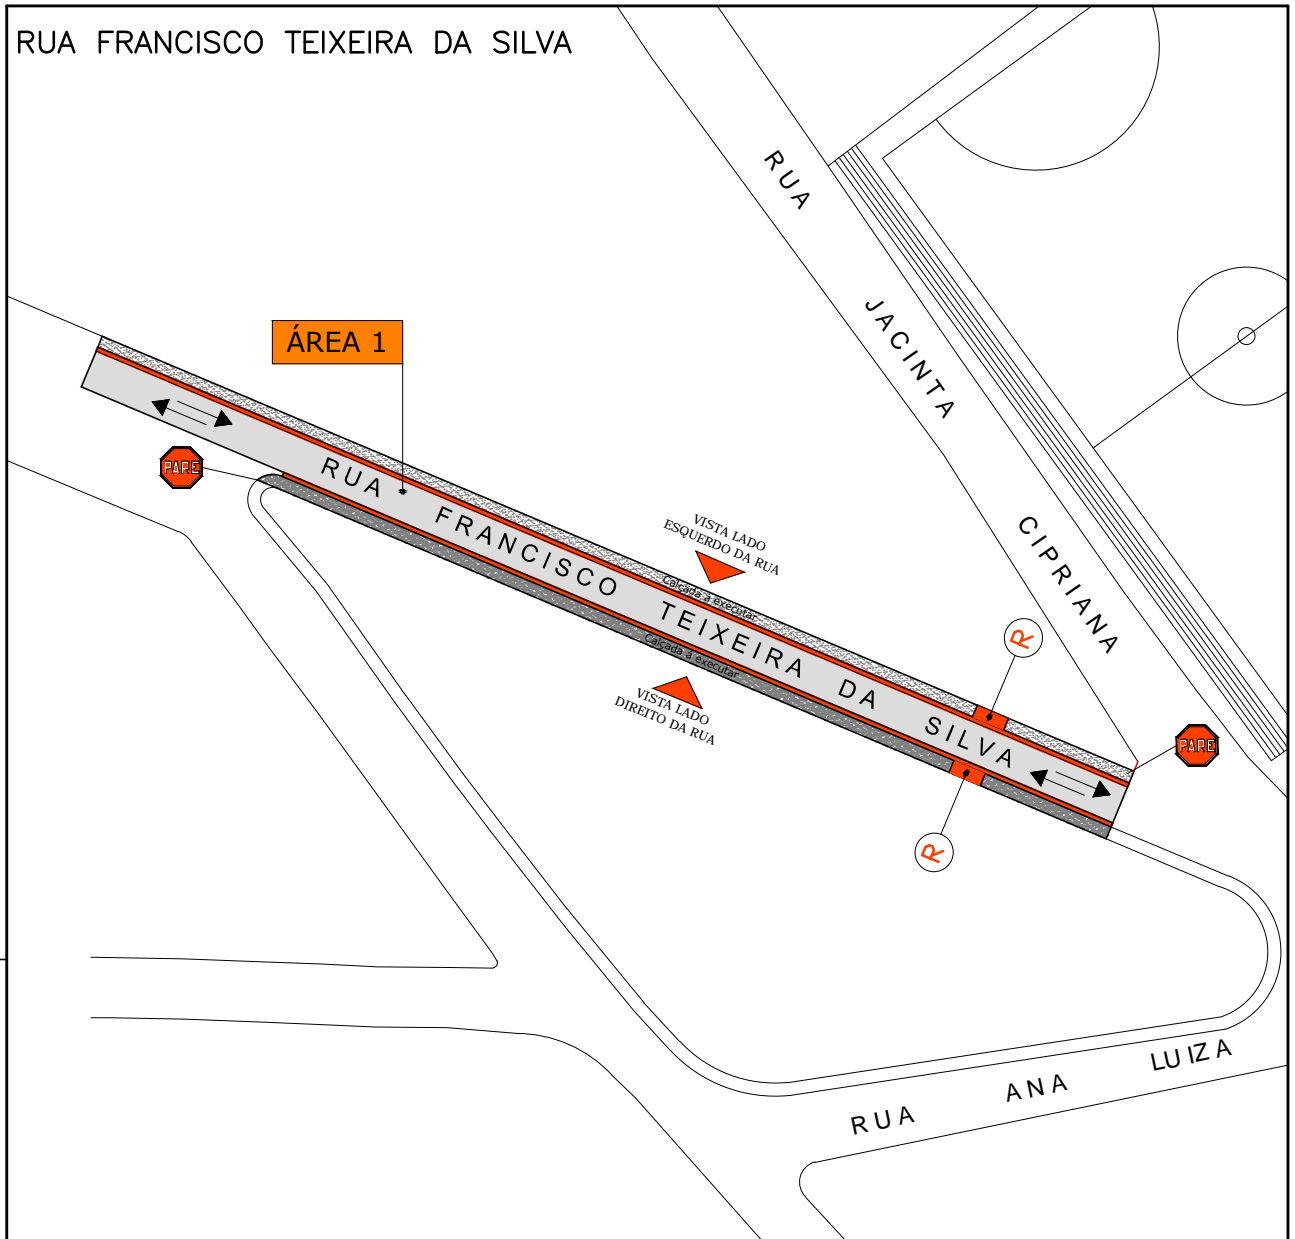 RUA FRANCISCO TEIXEIRA DA SILVA
RUA JACINTA CIPRIANA
ÁREA 1
PARE
RUA FRANCISCO TEIXEIRA DA SILVA
VISTA LADO
ESQUERDO DA RUA
Calçada à executar
Calçada à executar
VISTA LADO
DIREITO DA RUA
R
PARE
R
RUA ANA LUIZA